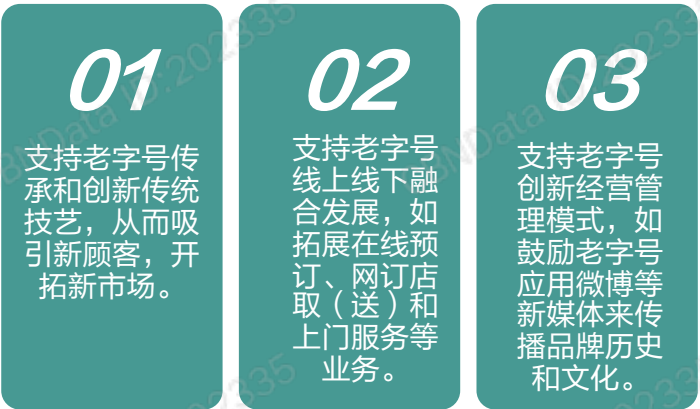 01
支持老字号传
承和创新传统
技艺，从而吸
引新顾客，开
拓新市场。
02
支持老字号
线上线下融
合发展，如
拓展在线预
订、网订店
取（送）和
上门服务等
业务。
03
支持老字号
创新经营管
理模式，如
鼓励老字号
应用微博等
新媒体来传
播品牌历史
和文化。